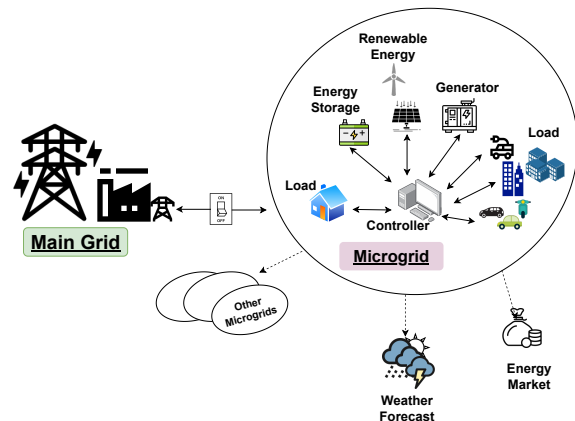 Renewable
Energy
Energy
Storage
Generator
Load
Load
Controller
ON
OFF
Main Grid
Microgrid
Other
Microgrids
Weather
Forecast
Energy
Market